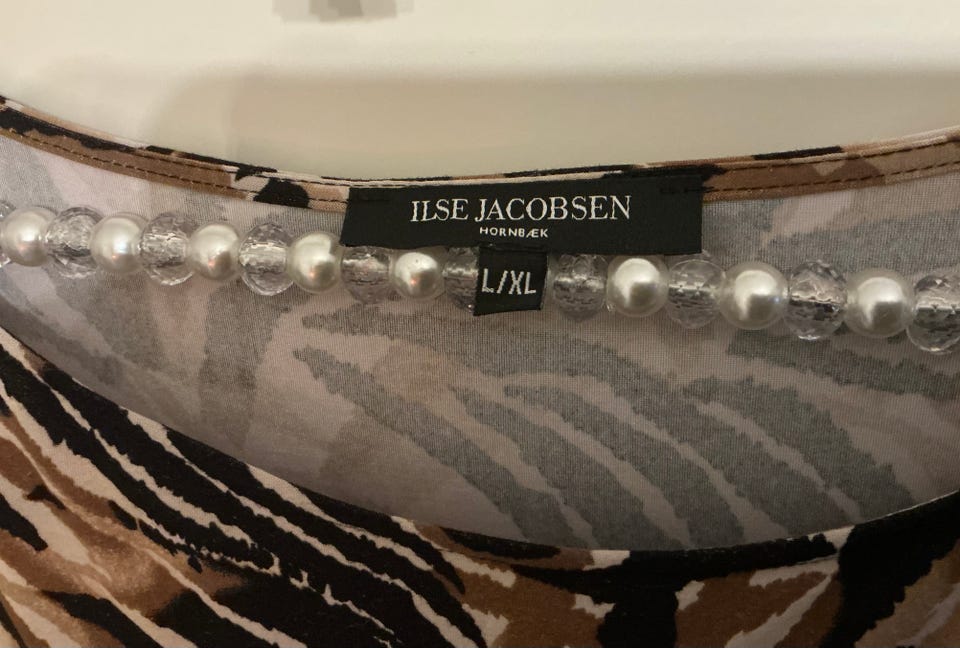 ILSE JACOBSEN
HORNBÆK
L/XL